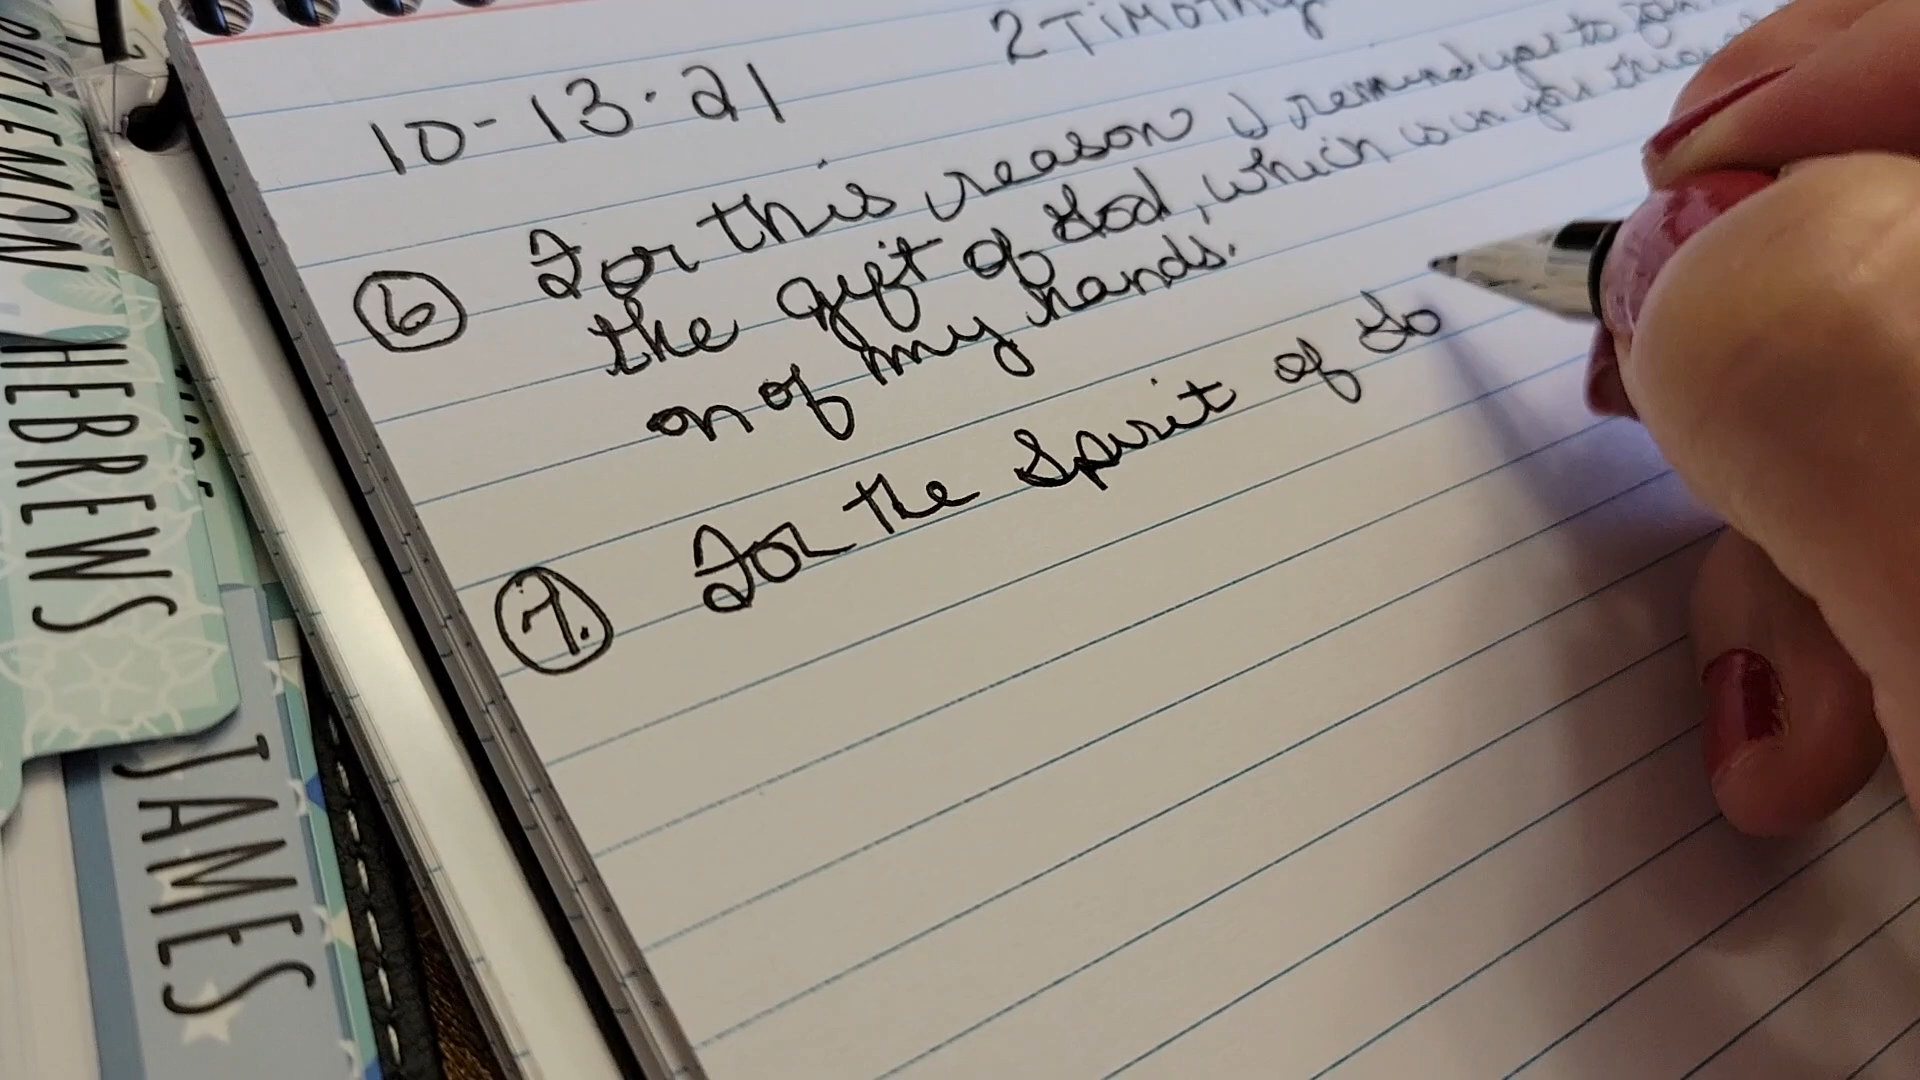 2 TIMOTHY
10-13-21
6 For this reason I remind you to
the gift of God, which is in you
on of my hands.
7. For the Spirit of Go
PHILEMON
HEBREWS
JAMES